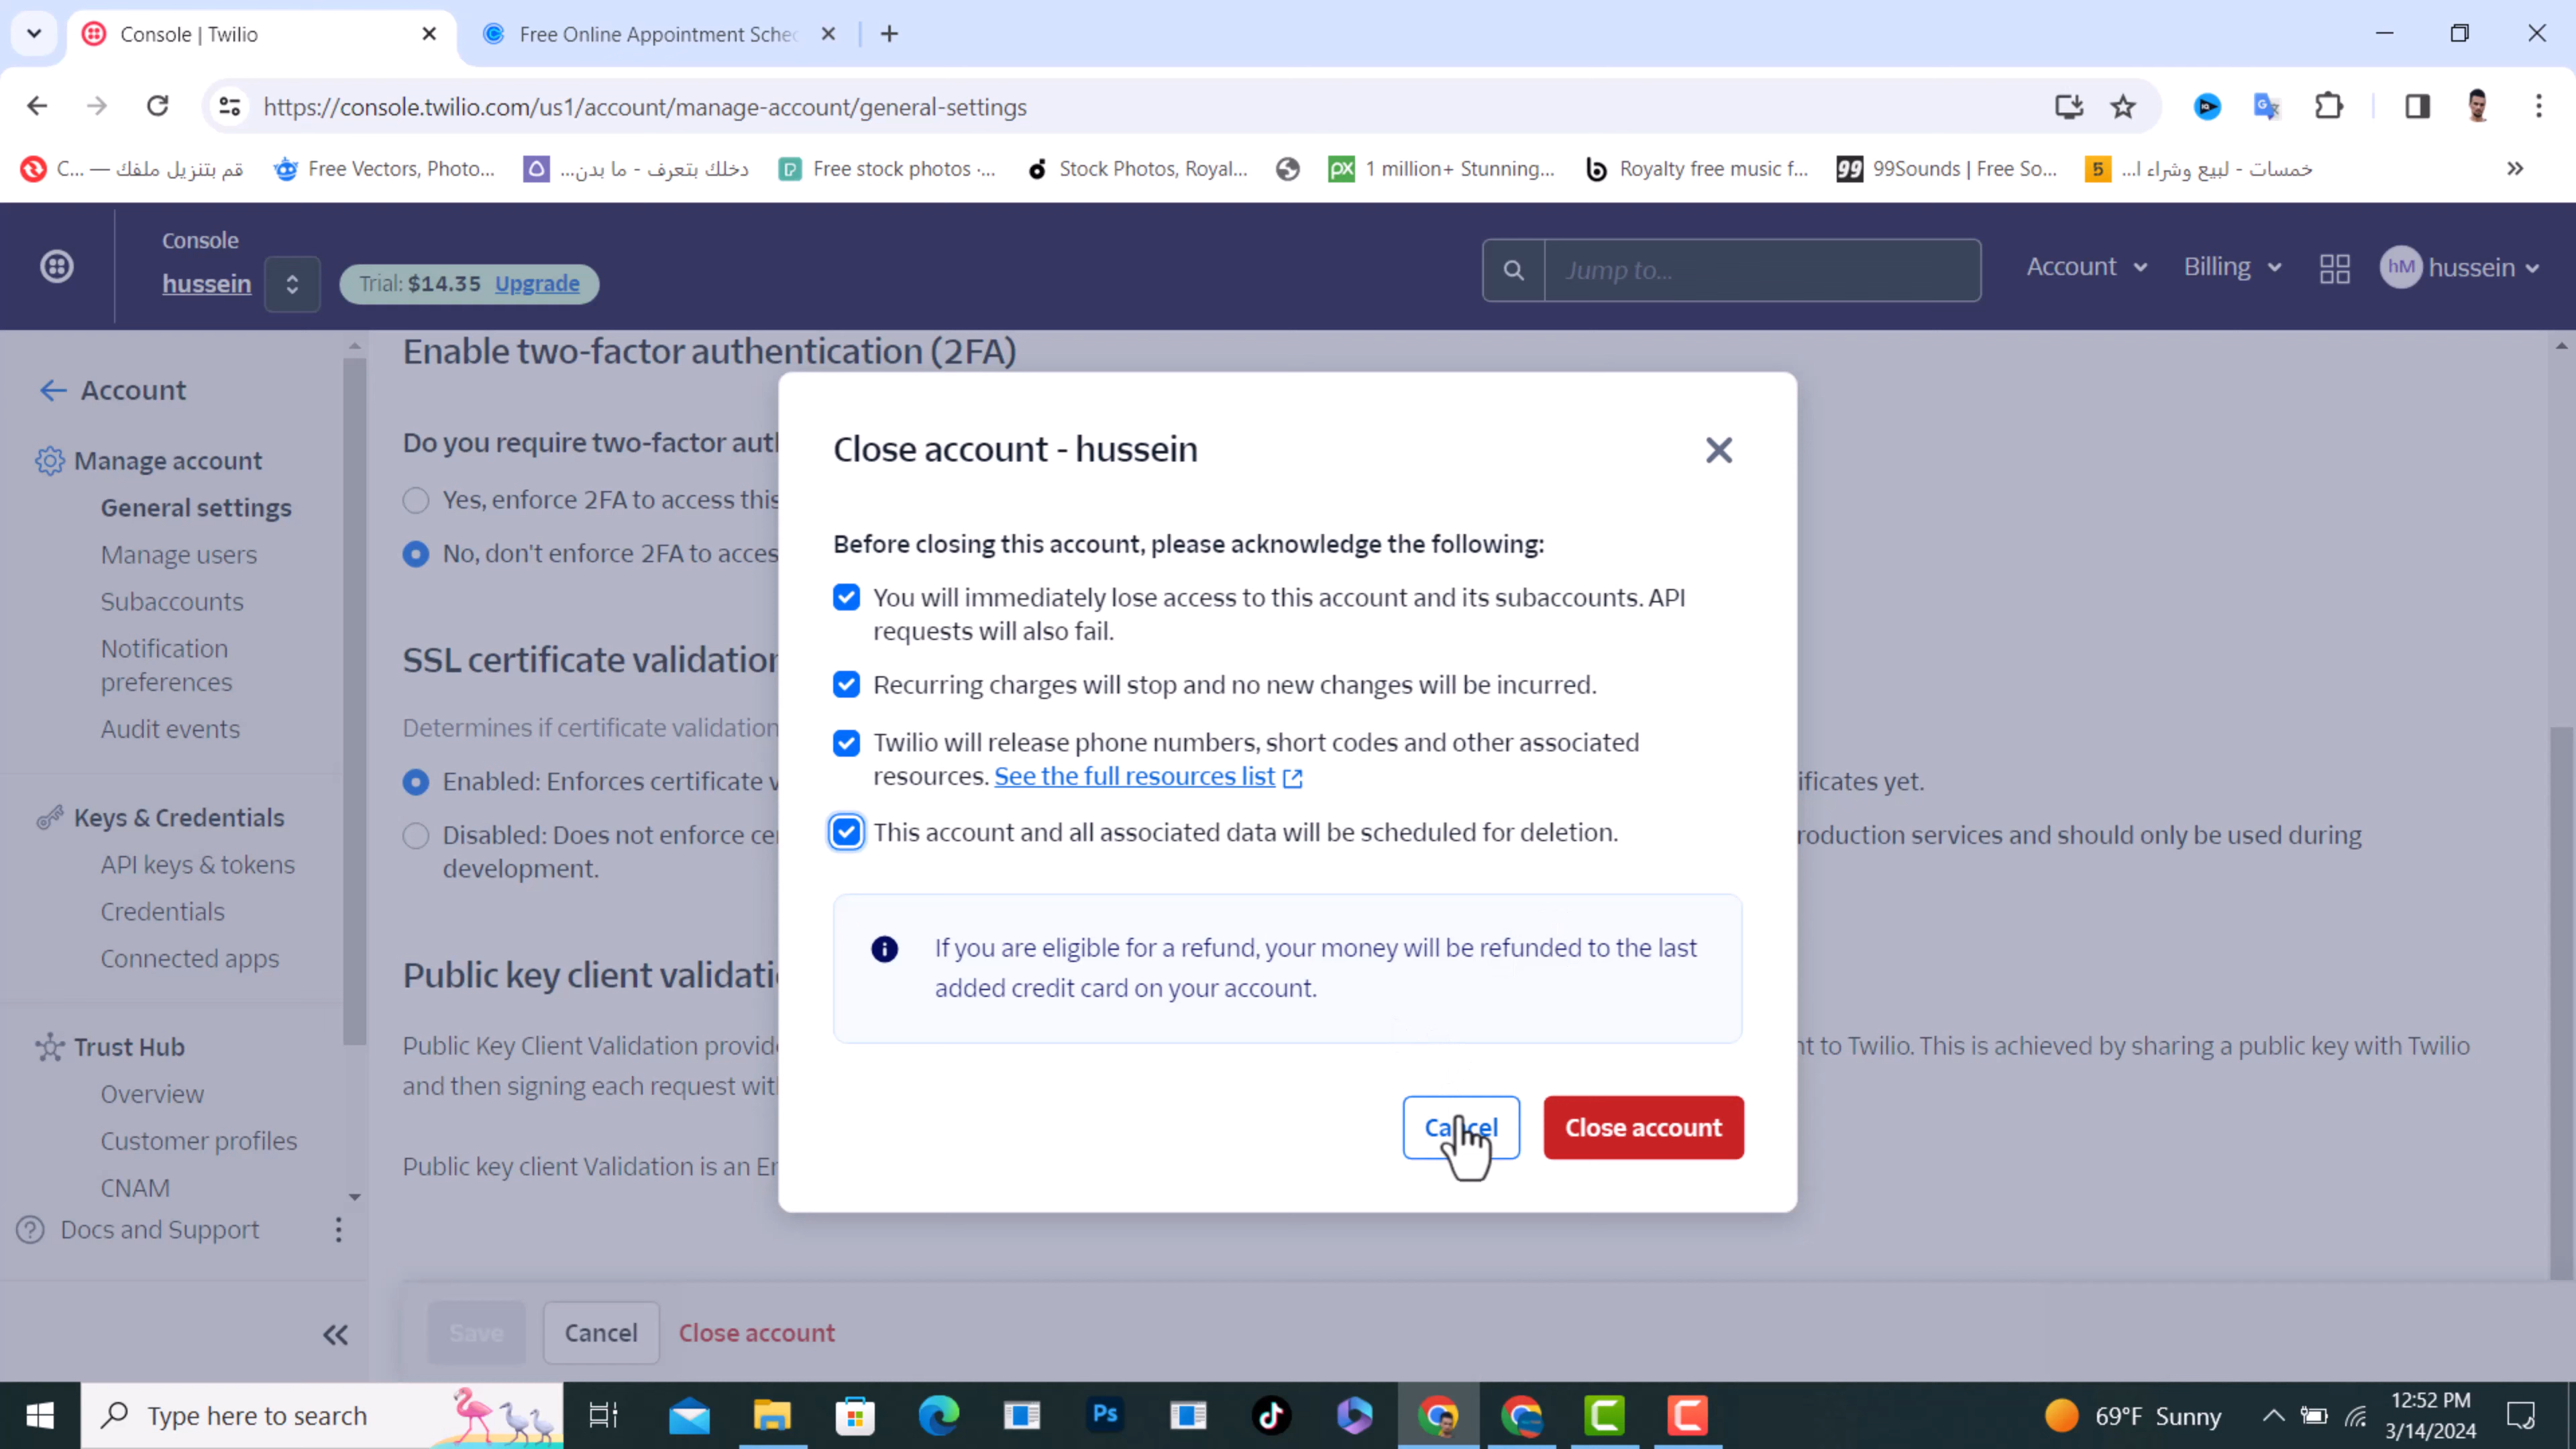 Console | Twilio
Free Online Appointment Sched
https://console.twilio.com/us1/account/manage-account/general-settings
C... — قم بتنزيل ملفك
Free Vectors, Photo...
دخلك بتعرف - ما بدن...
Free stock photos ·...
Stock Photos, Royal...
1 million+ Stunning...
Royalty free music f...
99Sounds | Free So...
خمسات - لبيع وشراء ا...
Console
hussein
Trial: $14.35 Upgrade
Jump to...
Account
Billing
hM hussein
Account
Manage account
General settings
Manage users
Subaccounts
Notification
preferences
Audit events
Keys & Credentials
API keys & tokens
Credentials
Connected apps
Trust Hub
Overview
Customer profiles
CNAM
Docs and Support
Enable two-factor authentication (2FA)
Do you require two-factor aut
Yes, enforce 2FA to access this
No, don't enforce 2FA to acces
SSL certificate validation
Determines if certificate validation
Enabled: Enforces certificate v
ificates yet.
Disabled: Does not enforce ce
roduction services and should only be used during
development.
Public key client validati
Public Key Client Validation provid
nt to Twilio. This is achieved by sharing a public key with Twilio
and then signing each request wit
Public key client Validation is an En
Close account - hussein
Before closing this account, please acknowledge the following:
You will immediately lose access to this account and its subaccounts. API
requests will also fail.
Recurring charges will stop and no new changes will be incurred.
Twilio will release phone numbers, short codes and other associated
resources. See the full resources list
This account and all associated data will be scheduled for deletion.
If you are eligible for a refund, your money will be refunded to the last
added credit card on your account.
Cancel
Close account
Save
Cancel
Close account
Type here to search
69°F Sunny
12:52 PM
3/14/2024